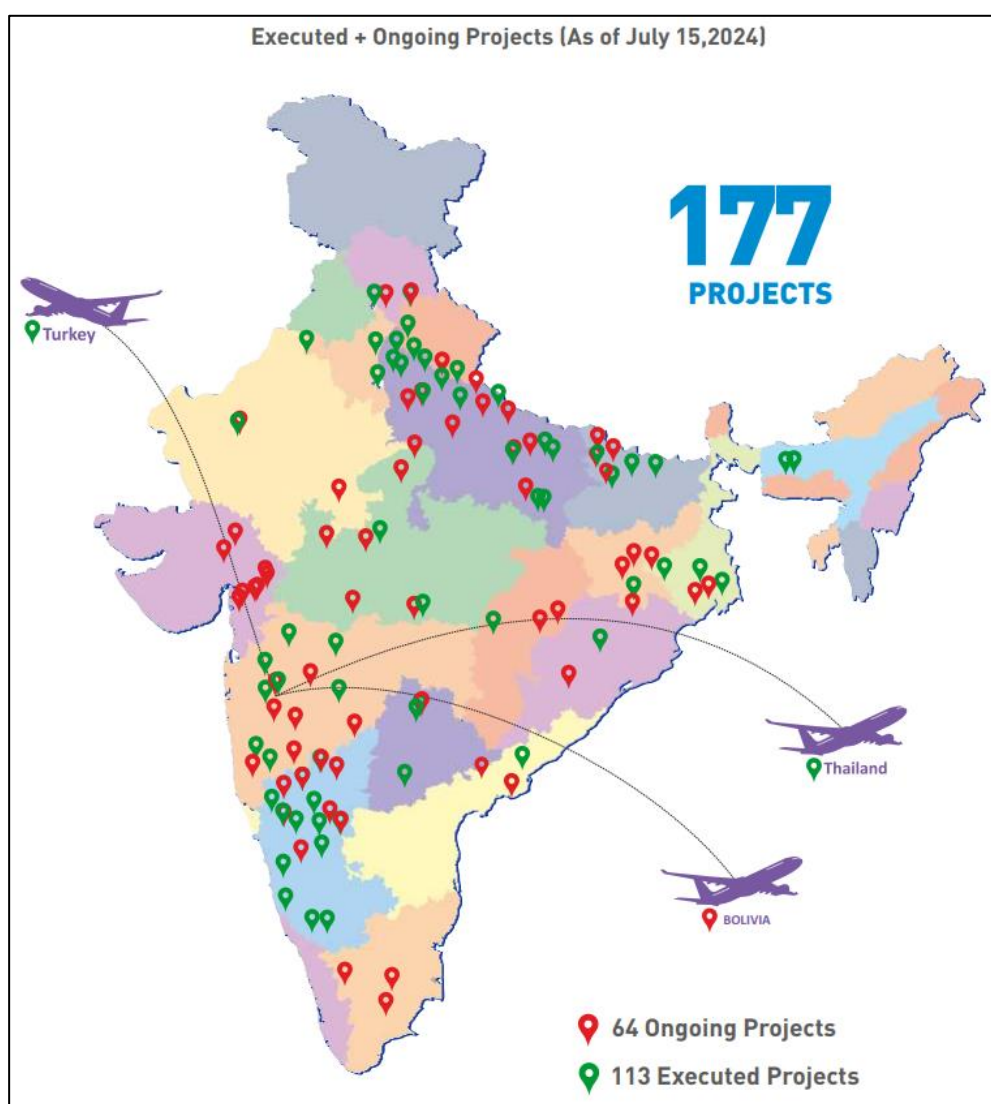 Executed + Ongoing Projects (As of July 15,2024)
177
PROJECTS
Turkey
Thailand
BOLIVIA
64 Ongoing Projects
113 Executed Projects